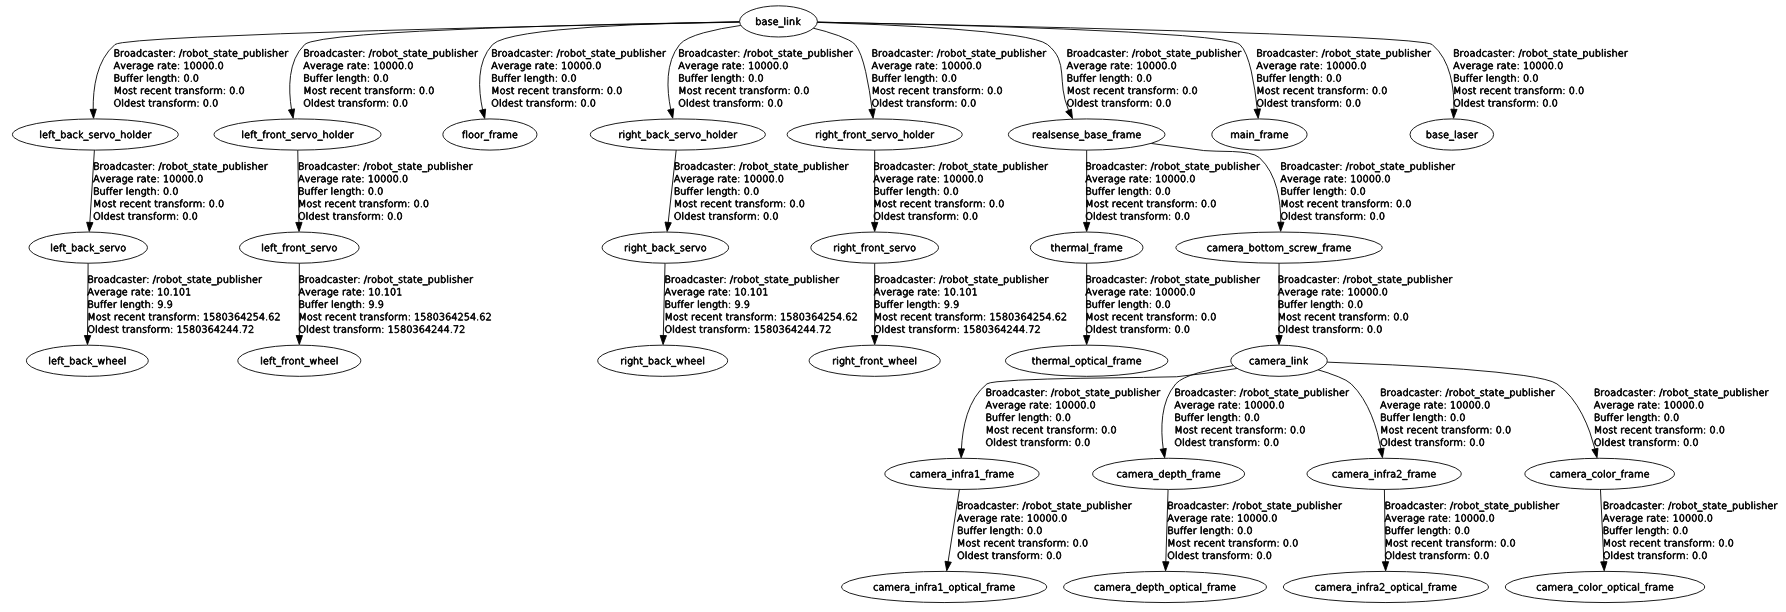 base_link
Broadcaster: /robot_state_publisher
Average rate: 10000.0
Buffer length: 0.0
Most recent transform: 0.0
Oldest transform: 0.0
Broadcaster: /robot_state_publisher
Average rate: 10000.0
Buffer length: 0.0
Most recent transform: 0.0
Oldest transform: 0.0
Broadcaster: /robot_state_publisher
Average rate: 10000.0
Buffer length: 0.0
Most recent transform: 0.0
Oldest transform: 0.0
Broadcaster: /robot_state_publisher
Average rate: 10000.0
Buffer length: 0.0
Most recent transform: 0.0
Oldest transform: 0.0
Broadcaster: /robot_state_publisher
Average rate: 10000.0
Buffer length: 0.0
Most recent transform: 0.0
Oldest transform: 0.0
Broadcaster: /robot_state_publisher
Average rate: 10000.0
Buffer length: 0.0
Most recent transform: 0.0
Oldest transform: 0.0
Broadcaster: /robot_state_publisher
Average rate: 10000.0
Buffer length: 0.0
Most recent transform: 0.0
Oldest transform: 0.0
Broadcaster: /robot_state_publisher
Average rate: 10000.0
Buffer length: 0.0
Most recent transform: 0.0
Oldest transform: 0.0
left_back_servo_holder
left_front_servo_holder
floor_frame
right_back_servo_holder
right_front_servo_holder
realsense_base_frame
main_frame
base_laser
Broadcaster: /robot_state_publisher
Average rate: 10000.0
Buffer length: 0.0
Most recent transform: 0.0
Oldest transform: 0.0
Broadcaster: /robot_state_publisher
Average rate: 10000.0
Buffer length: 0.0
Most recent transform: 0.0
Oldest transform: 0.0
Broadcaster: /robot_state_publisher
Average rate: 10000.0
Buffer length: 0.0
Most recent transform: 0.0
Oldest transform: 0.0
Broadcaster: /robot_state_publisher
Average rate: 10000.0
Buffer length: 0.0
Most recent transform: 0.0
Oldest transform: 0.0
Broadcaster: /robot_state_publisher
Average rate: 10000.0
Buffer length: 0.0
Most recent transform: 0.0
Oldest transform: 0.0
Broadcaster: /robot_state_publisher
Average rate: 10000.0
Buffer length: 0.0
Most recent transform: 0.0
Oldest transform: 0.0
left_back_servo
left_front_servo
right_back_servo
right_front_servo
thermal_frame
camera_bottom_screw_frame
Broadcaster: /robot_state_publisher
Average rate: 10.101
Buffer length: 9.9
Most recent transform: 1580364254.62
Oldest transform: 1580364244.72
Broadcaster: /robot_state_publisher
Average rate: 10.101
Buffer length: 9.9
Most recent transform: 1580364254.62
Oldest transform: 1580364244.72
Broadcaster: /robot_state_publisher
Average rate: 10.101
Buffer length: 9.9
Most recent transform: 1580364254.62
Oldest transform: 1580364244.72
Broadcaster: /robot_state_publisher
Average rate: 10.101
Buffer length: 9.9
Most recent transform: 1580364254.62
Oldest transform: 1580364244.72
Broadcaster: /robot_state_publisher
Average rate: 10000.0
Buffer length: 0.0
Most recent transform: 0.0
Oldest transform: 0.0
Broadcaster: /robot_state_publisher
Average rate: 10000.0
Buffer length: 0.0
Most recent transform: 0.0
Oldest transform: 0.0
left_back_wheel
left_front_wheel
right_back_wheel
right_front_wheel
thermal_optical_frame
camera_link
Broadcaster: /robot_state_publisher
Average rate: 10000.0
Buffer length: 0.0
Most recent transform: 0.0
Oldest transform: 0.0
Broadcaster: /robot_state_publisher
Average rate: 10000.0
Buffer length: 0.0
Most recent transform: 0.0
Oldest transform: 0.0
Broadcaster: /robot_state_publisher
Average rate: 10000.0
Buffer length: 0.0
Most recent transform: 0.0
Oldest transform: 0.0
Broadcaster: /robot_state_publisher
Average rate: 10000.0
Buffer length: 0.0
Most recent transform: 0.0
Oldest transform: 0.0
camera_infra1_frame
camera_depth_frame
camera_infra2_frame
camera_color_frame
Broadcaster: /robot_state_publisher
Average rate: 10000.0
Buffer length: 0.0
Most recent transform: 0.0
Oldest transform: 0.0
Broadcaster: /robot_state_publisher
Average rate: 10000.0
Buffer length: 0.0
Most recent transform: 0.0
Oldest transform: 0.0
Broadcaster: /robot_state_publisher
Average rate: 10000.0
Buffer length: 0.0
Most recent transform: 0.0
Oldest transform: 0.0
Broadcaster: /robot_state_publisher
Average rate: 10000.0
Buffer length: 0.0
Most recent transform: 0.0
Oldest transform: 0.0
camera_infra1_optical_frame
camera_depth_optical_frame
camera_infra2_optical_frame
camera_color_optical_frame